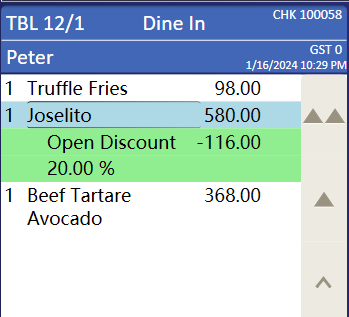 TBL 12/1 Dine In CHK 100058
Peter GST 0
1/16/2024 10:29 PM
1 Truffle Fries 98.00
1 Joselito 580.00
Open Discount -116.00
20.00 %
1 Beef Tartare 368.00
Avocado